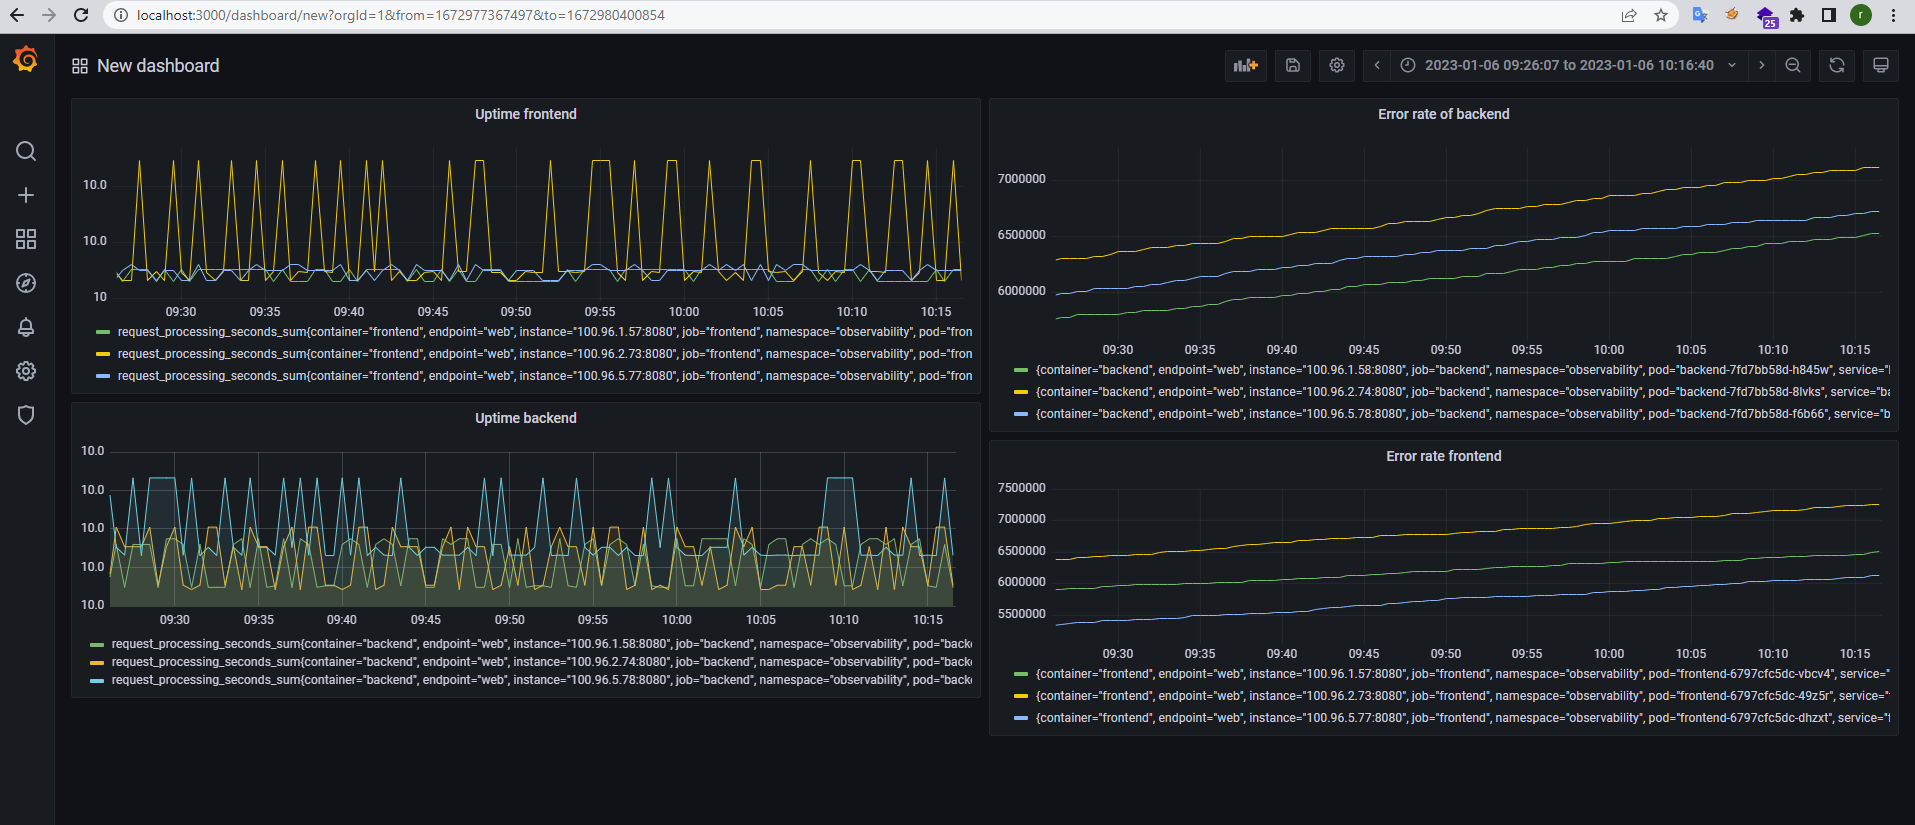 localhost:3000/dashboard/new?orgId=1&from=1672977367497&to=1672980400854
25
r
New dashboard
2023-01-06 09:26:07 to 2023-01-06 10:16:40
Uptime frontend
10.0
10.0
10
09:30 09:35 09:40 09:45 09:50 09:55 10:00 10:05 10:10 10:15
request_processing_seconds_sum{container="frontend", endpoint="web", instance="100.96.1.57:8080", job="frontend", namespace="observability", pod="fron
request_processing_seconds_sum{container="frontend", endpoint="web", instance="100.96.2.73:8080", job="frontend", namespace="observability", pod="fron
request_processing_seconds_sum{container="frontend", endpoint="web", instance="100.96.5.77:8080", job="frontend", namespace="observability", pod="fron
Uptime backend
10.0
10.0
10.0
10.0
10.0
09:30 09:35 09:40 09:45 09:50 09:55 10:00 10:05 10:10 10:15
request_processing_seconds_sum{container="backend", endpoint="web", instance="100.96.1.58:8080", job="backend", namespace="observability", pod="back
request_processing_seconds_sum{container="backend", endpoint="web", instance="100.96.2.74:8080", job="backend", namespace="observability", pod="back
request_processing_seconds_sum{container="backend", endpoint="web", instance="100.96.5.78:8080", job="backend", namespace="observability", pod="back
Error rate of backend
7000000
6500000
6000000
09:30 09:35 09:40 09:45 09:50 09:55 10:00 10:05 10:10 10:15
{container="backend", endpoint="web", instance="100.96.1.58:8080", job="backend", namespace="observability", pod="backend-7fd7bb58d-h845w", service="
{container="backend", endpoint="web", instance="100.96.2.74:8080", job="backend", namespace="observability", pod="backend-7fd7bb58d-8lvks", service="ba
{container="backend", endpoint="web", instance="100.96.5.78:8080", job="backend", namespace="observability", pod="backend-7fd7bb58d-f6b66", service="b
Error rate frontend
7500000
7000000
6500000
6000000
5500000
09:30 09:35 09:40 09:45 09:50 09:55 10:00 10:05 10:10 10:15
{container="frontend", endpoint="web", instance="100.96.1.57:8080", job="frontend", namespace="observability", pod="frontend-6797cfc5dc-vbcv4", service="
{container="frontend", endpoint="web", instance="100.96.2.73:8080", job="frontend", namespace="observability", pod="frontend-6797cfc5dc-49z5r", service="
{container="frontend", endpoint="web", instance="100.96.5.77:8080", job="frontend", namespace="observability", pod="frontend-6797cfc5dc-dhzxt", service="